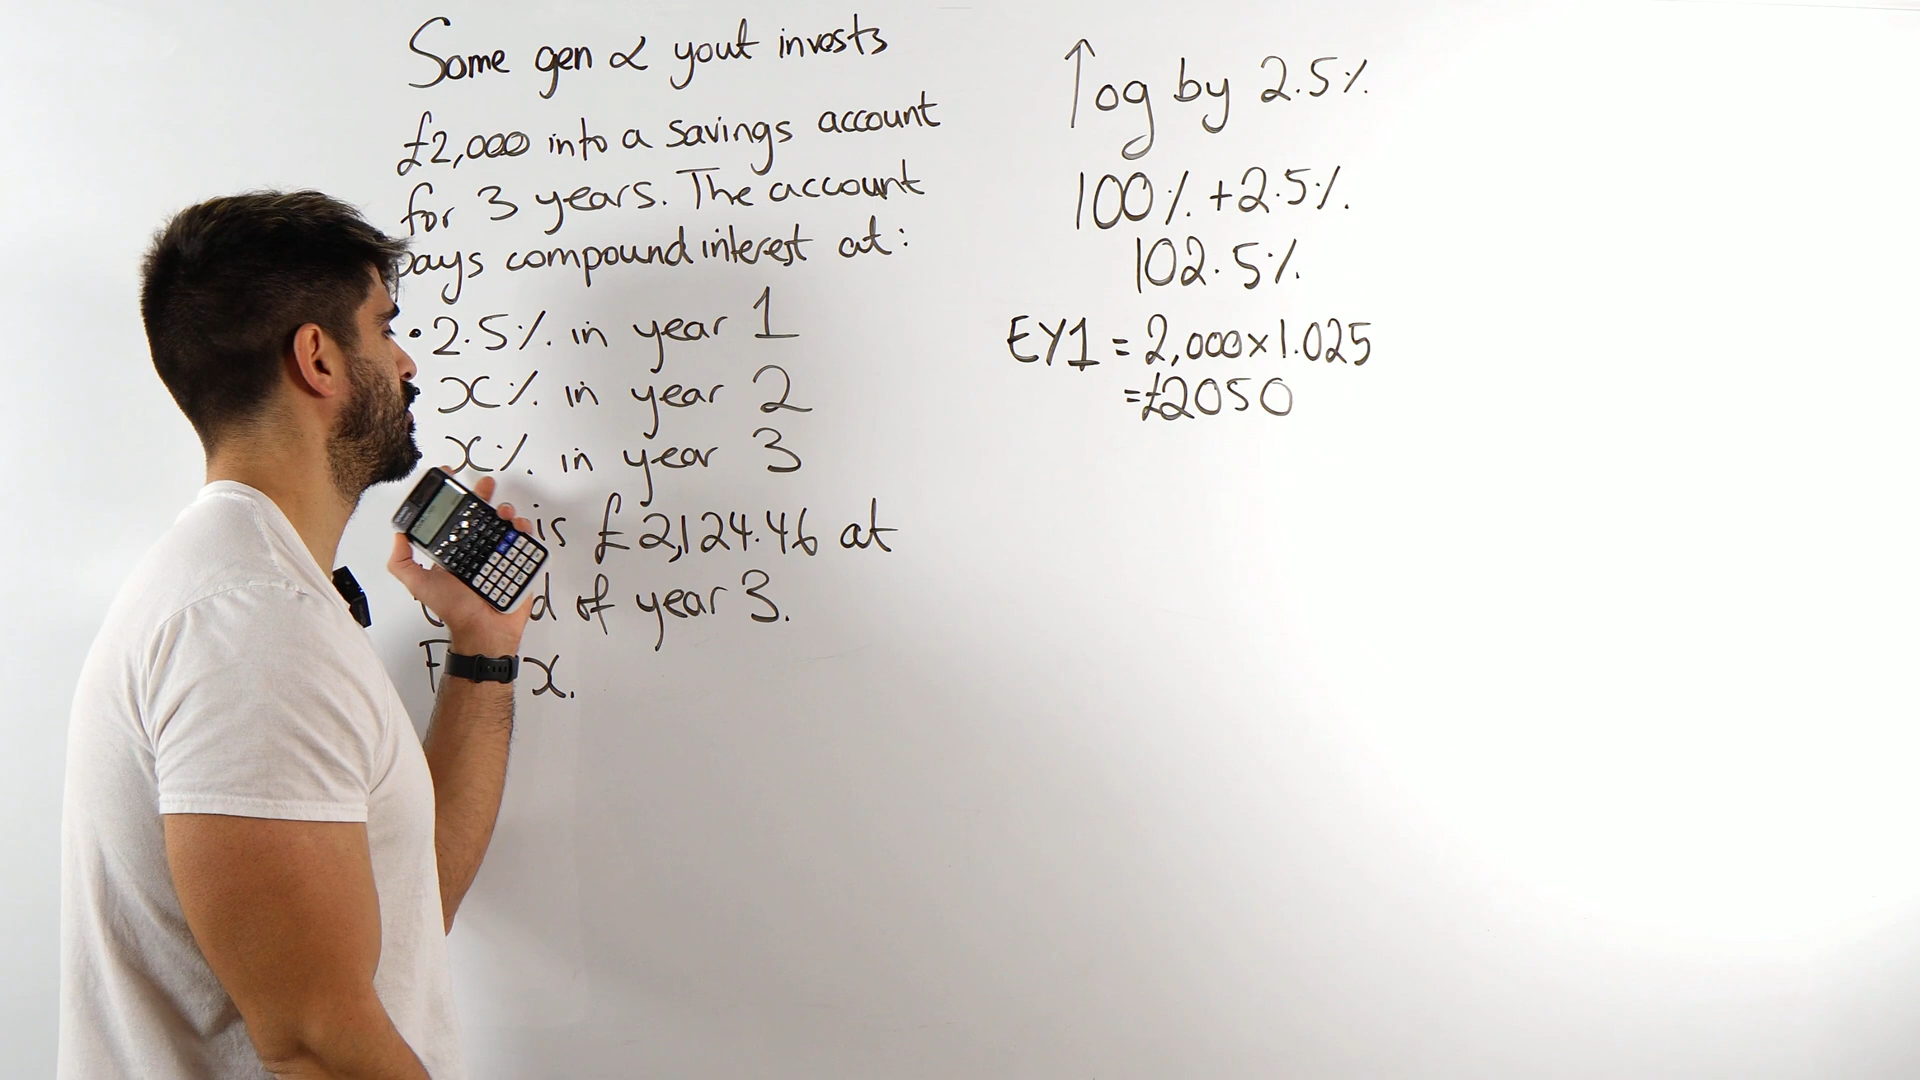 Some gen α yout invests
£2,000 into a savings account
for 3 years. The account
pays compound interest at:
• 2.5% in year 1
x% in year 2
x% in year 3
is £2,124.46 at
of year 3.
x.
↑ og by 2.5%
100% + 2.5%
102.5%
EY1 = 2,000 × 1.025
= £2050